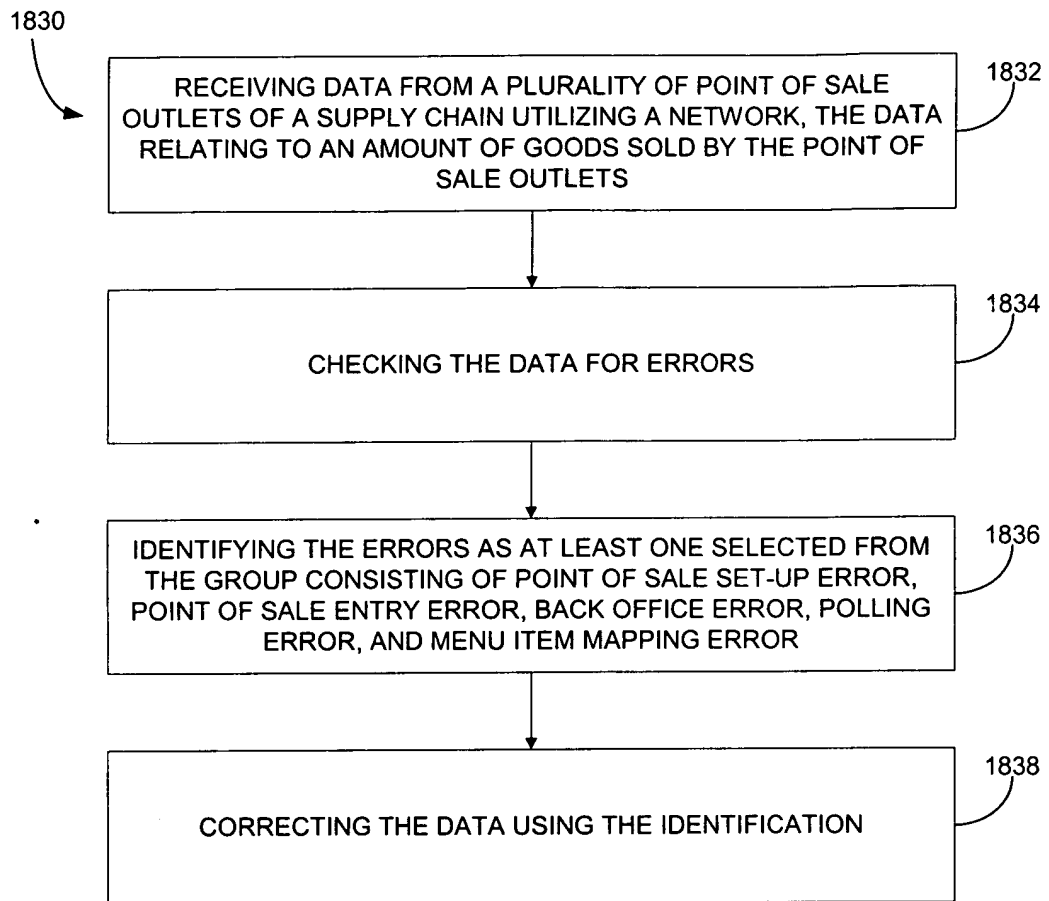 1830
RECEIVING DATA FROM A PLURALITY OF POINT OF SALE
OUTLETS OF A SUPPLY CHAIN UTILIZING A NETWORK, THE DATA
RELATING TO AN AMOUNT OF GOODS SOLD BY THE POINT OF
SALE OUTLETS
1832
CHECKING THE DATA FOR ERRORS
1834
IDENTIFYING THE ERRORS AS AT LEAST ONE SELECTED FROM
THE GROUP CONSISTING OF POINT OF SALE SET-UP ERROR,
POINT OF SALE ENTRY ERROR, BACK OFFICE ERROR, POLLING
ERROR, AND MENU ITEM MAPPING ERROR
1836
CORRECTING THE DATA USING THE IDENTIFICATION
1838